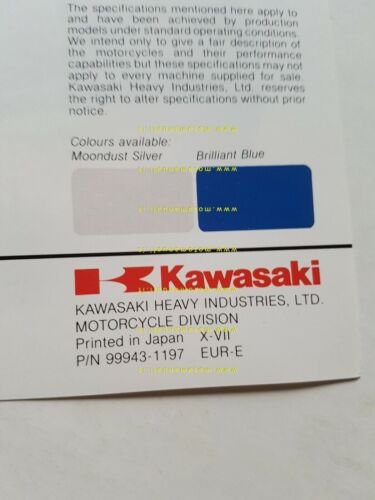 The specifications mentioned here apply to
and have been achieved by production
models under standard operating conditions.
We intend only to give a fair description
of the motorcycles and their performance
capabilities but these specifications may not
apply to every machine supplied for sale.
Kawasaki Heavy Industries, Ltd. reserves
the right to alter specifications without prior
notice.
Colours available:
Moondust Silver Brilliant Blue
Kawasaki
KAWASAKI HEAVY INDUSTRIES, LTD.
MOTORCYCLE DIVISION
Printed in Japan X-VII
P/N 99943-1197 EUR-E